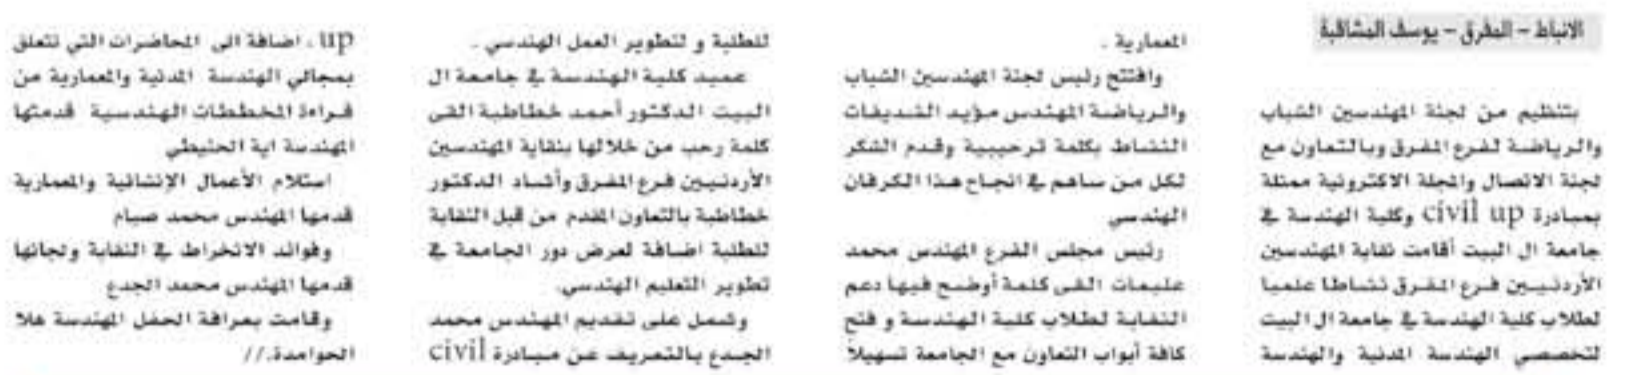 الانباط – المفرق – يوسف المشاقبة
بتنظيم من لجنة المهندسين الشباب
والرياضة لفرع المفرق وبالتعاون مع
لجنة الاتصال والمجلة الاكترونية ممثلة
بمبادرة civil up وكلية الهندسة في
جامعة ال البيت أقامت نقابة المهندسين
الأردنيين فرع المفرق نشاطا علميا
لطلاب كلية الهندسة في جامعة ال البيت
لتخصصي الهندسة المدنية والهندسة
المعمارية .
وافتتح رئيس لجنة المهندسين الشباب
والرياضة المهندس مؤيد الشديفات
النشاط بكلمة ترحيبية وقدم الشكر
لكل من ساهم في انجاح هذا الكرفان
الهندسي
رئيس مجلس الفرع المهندس محمد
عليمات القى كلمة أوضح فيها دعم
النقابة لطلاب كلية الهندسة و فتح
كافة أبواب التعاون مع الجامعة تسهيلاً
للطلبة و لتطوير العمل الهندسي .
عميد كلية الهندسة في جامعة ال
البيت الدكتور أحمد خطاطبة القى
كلمة رحب من خلالها بنقابة المهندسين
الأردنيين فرع المفرق وأشاد الدكتور
خطاطبة بالتعاون المقدم من قبل النقابة
للطلبة اضافة لعرض دور الجامعة في
تطوير التعليم الهندسي.
وشمل على تقديم المهندس محمد
الجدع بالتعريف عن مبادرة civil
up ، اضافة الى المحاضرات التي تتعلق
بمجالي الهندسة المدنية والمعمارية من
قراءة المخططات الهندسية قدمتها
المهندسة اية الحنيطي
استلام الأعمال الإنشائية والمعمارية
قدمها المهندس محمد صيام
وفوائد الانخراط في النقابة ولجانها
قدمها المهندس محمد الجدع
وقامت بعرافة الحفل المهندسة هلا
الحوامدة.//